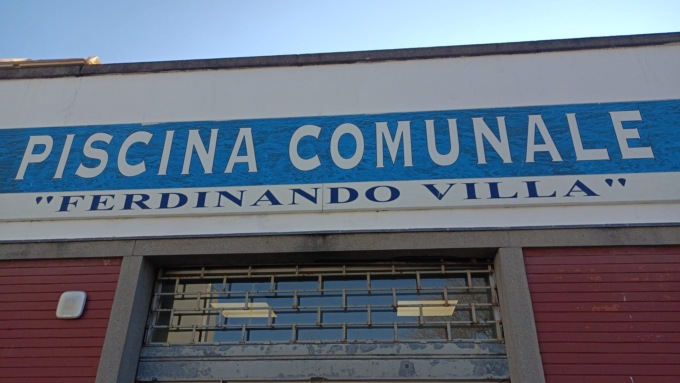 PISCINA COMUNALE
"FERDINANDO VILLA"